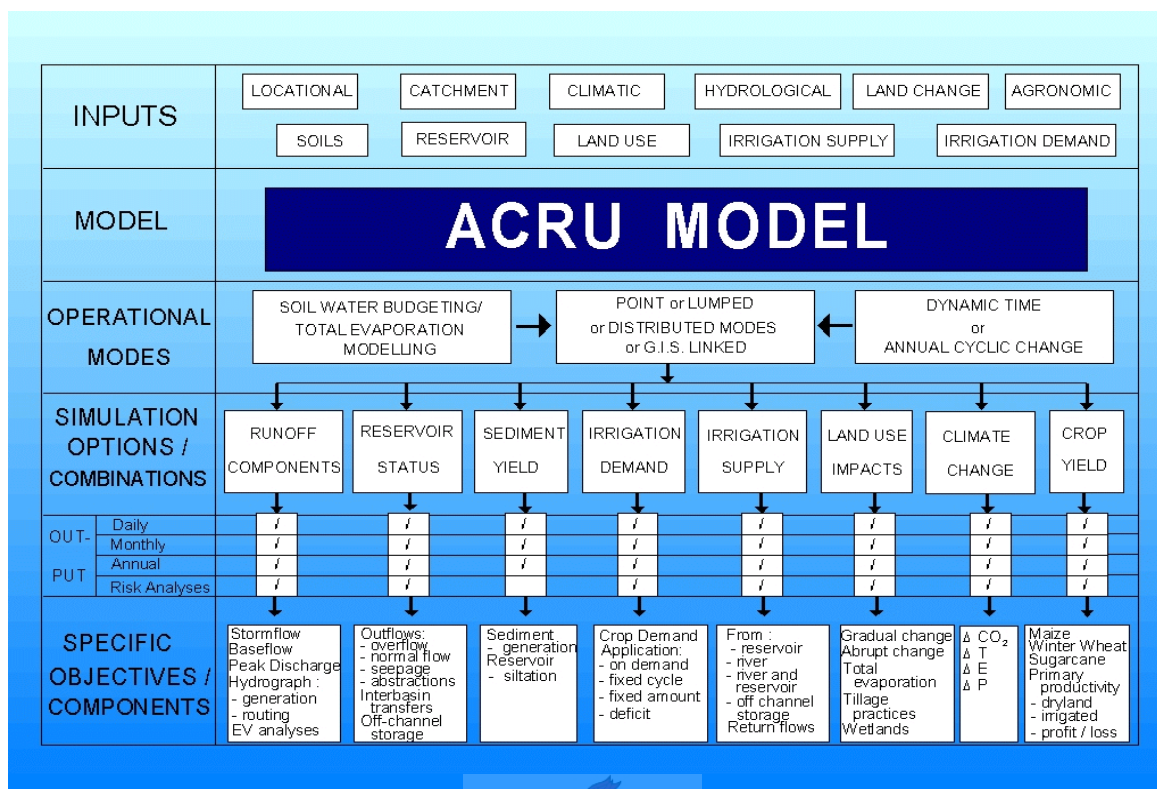 INPUTS
LOCATIONAL
CATCHMENT
CLIMATIC
HYDROLOGICAL
LAND CHANGE
AGRONOMIC
SOILS
RESERVOIR
LAND USE
IRRIGATION SUPPLY
IRRIGATION DEMAND
MODEL
ACRU MODEL
OPERATIONAL
MODES
SOIL WATER BUDGETING/
TOTAL EVAPORATION
MODELLING
POINT or LUMPED
or DISTRIBUTED MODES
or G.I.S. LINKED
DYNAMIC TIME
or
ANNUAL CYCLIC CHANGE
SIMULATION
OPTIONS /
COMBINATIONS
RUNOFF
COMPONENTS
RESERVOIR
STATUS
SEDIMENT
YIELD
IRRIGATION
DEMAND
IRRIGATION
SUPPLY
LAND USE
IMPACTS
CLIMATE
CHANGE
CROP
YIELD
OUT-
PUT
Daily
Monthly
Annual
Risk Analyses
SPECIFIC
OBJECTIVES /
COMPONENTS
Stormflow
Baseflow
Peak Discharge
Hydrograph :
- generation
- routing
EV analyses
Outflows:
- overflow
- normal flow
- seepage
- abstractions
Interbasin
transfers
Off-channel
storage
Sediment
- generation
Reservoir
- siltation
Crop Demand
Application:
- on demand
- fixed cycle
- fixed amount
- deficit
From :
- reservoir
- river
- river and
reservoir
- off channel
storage
Return flows
Gradual change
Abrupt change
Total
evaporation
Tillage
practices
Wetlands
Δ CO₂
Δ T
Δ E
Δ P
Maize
Winter Wheat
Sugarcane
Primary
productivity
- dryland
- irrigated
- profit / loss